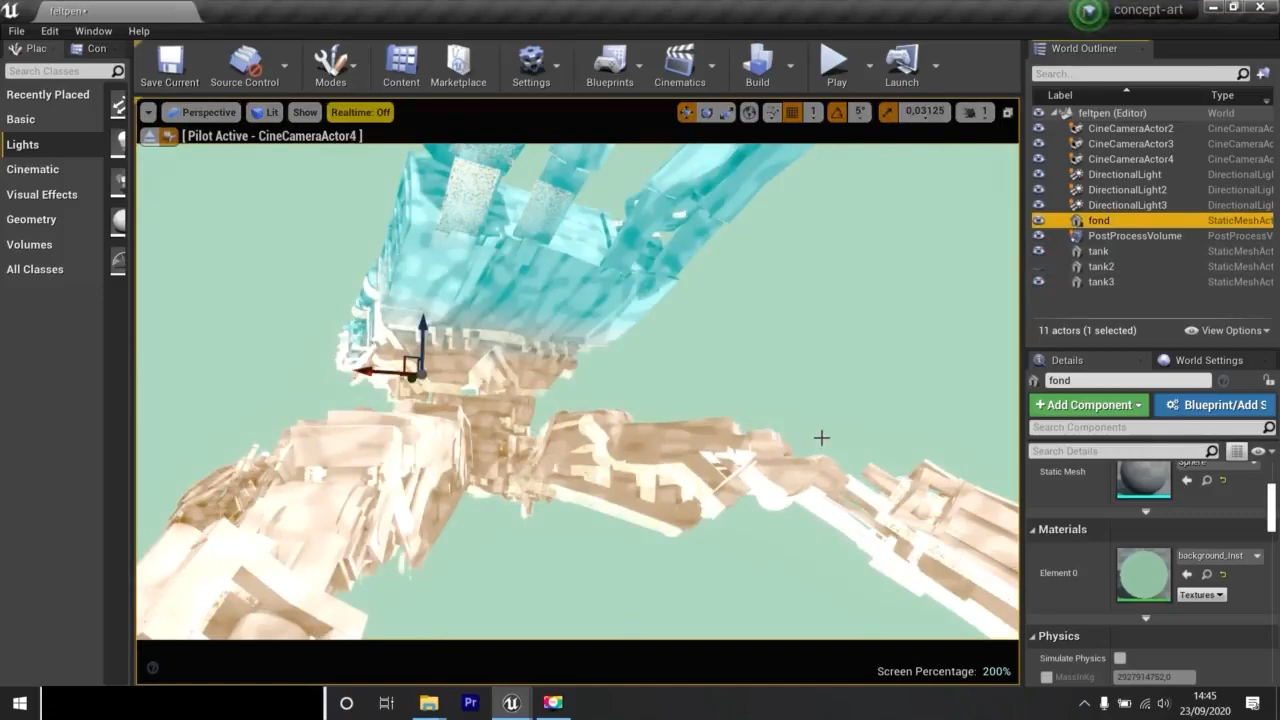 feltpen•
concept-art
File Edit Window Help
Plac
Con
Search Classes
Recently Placed
Basic
Lights
Cinematic
Visual Effects
Geometry
Volumes
All Classes
Save Current
Source Control
Modes
Content
Marketplace
Settings
Blueprints
Cinematics
Build
Play
Launch
Perspective
Lit
Show
Realtime: Off
1
5°
0,03125
1
[ Pilot Active - CineCameraActor4 ]
Screen Percentage: 200%
World Outliner
Search..
Label Type
feltpen (Editor) World
CineCameraActor2 CineCameraAc
CineCameraActor3 CineCameraAc
CineCameraActor4 CineCameraAc
DirectionalLight DirectionalLigl
DirectionalLight2 DirectionalLigl
DirectionalLight3 DirectionalLigl
fond StaticMeshAct
PostProcessVolume PostProcessV
tank StaticMeshAct
tank2 StaticMeshAct
tank3 StaticMeshAct
11 actors (1 selected)
View Options
Details
World Settings
fond
+Add Component
Blueprint/Add S
Search Components
Search Details
Static Mesh
Sphere
Materials
Element 0
background_Inst
Textures
Physics
Simulate Physics
MassInKg
2927914752,0
Pr
14:45
23/09/2020